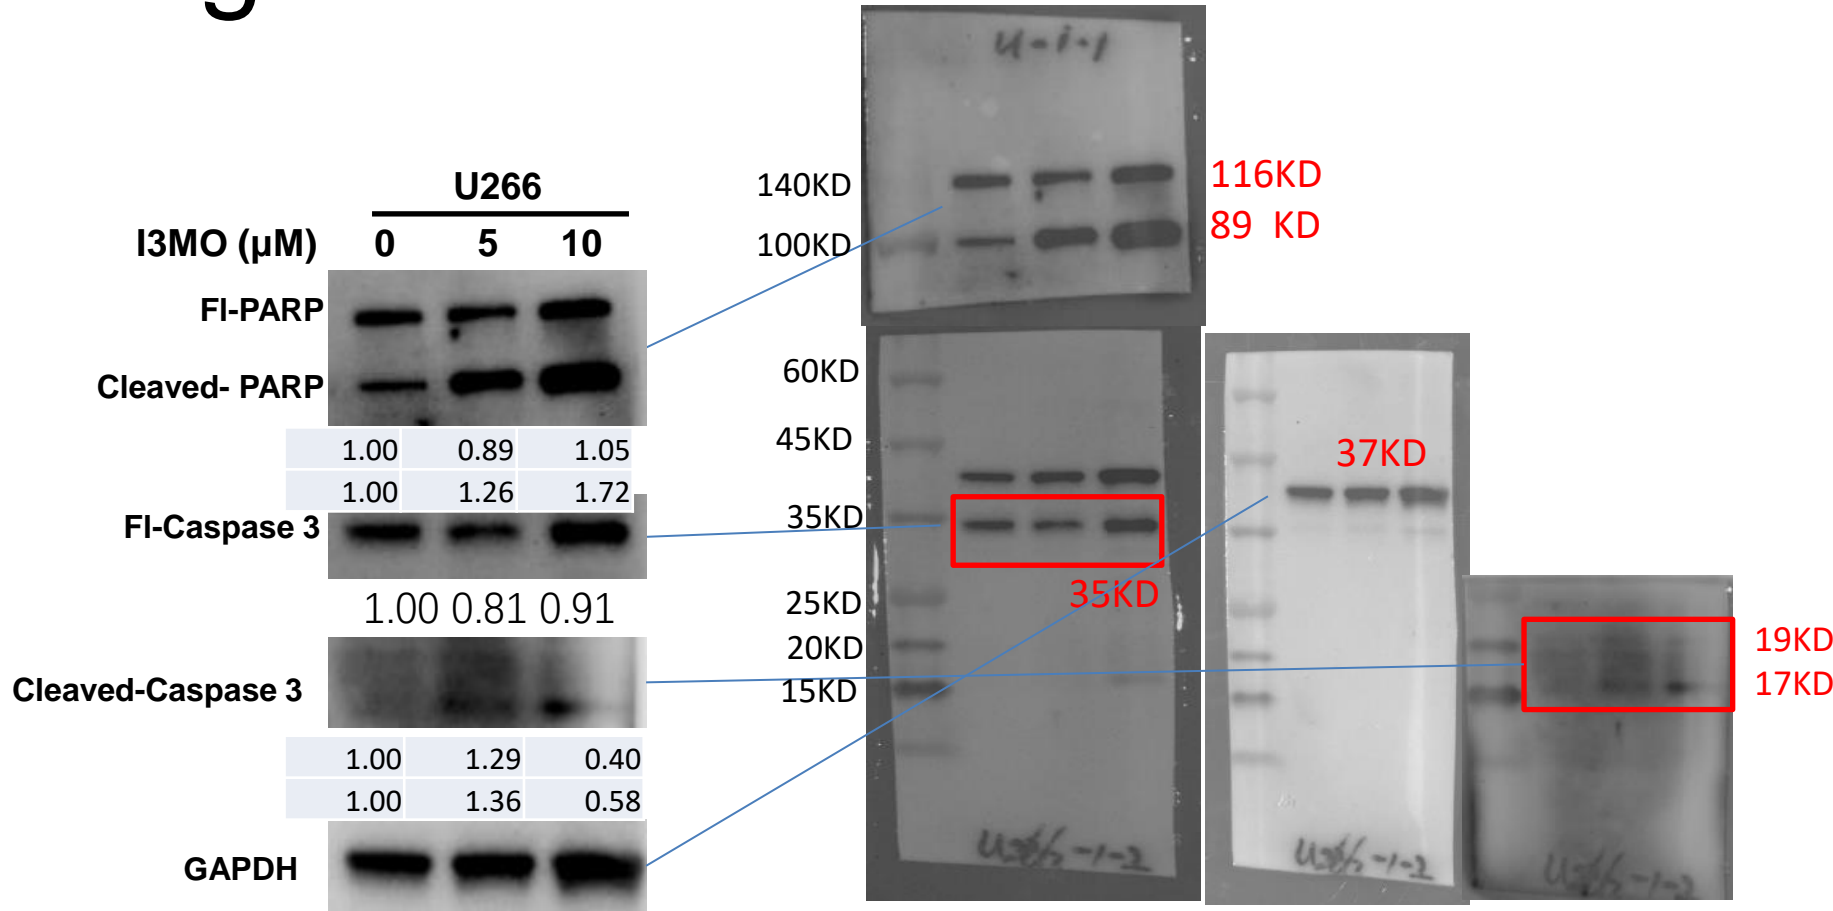 g
U266
I3MO (µM) 0 5 10
Fl-PARP
Cleaved- PARP
1.00 0.89 1.05
1.00 1.26 1.72
Fl-Caspase 3
1.00 0.81 0.91
Cleaved-Caspase 3
1.00 1.29 0.40
1.00 1.36 0.58
GAPDH
U-i-1
140KD
100KD
116KD
89 KD
60KD
45KD
35KD
25KD
20KD
15KD
35KD
37KD
19KD
17KD